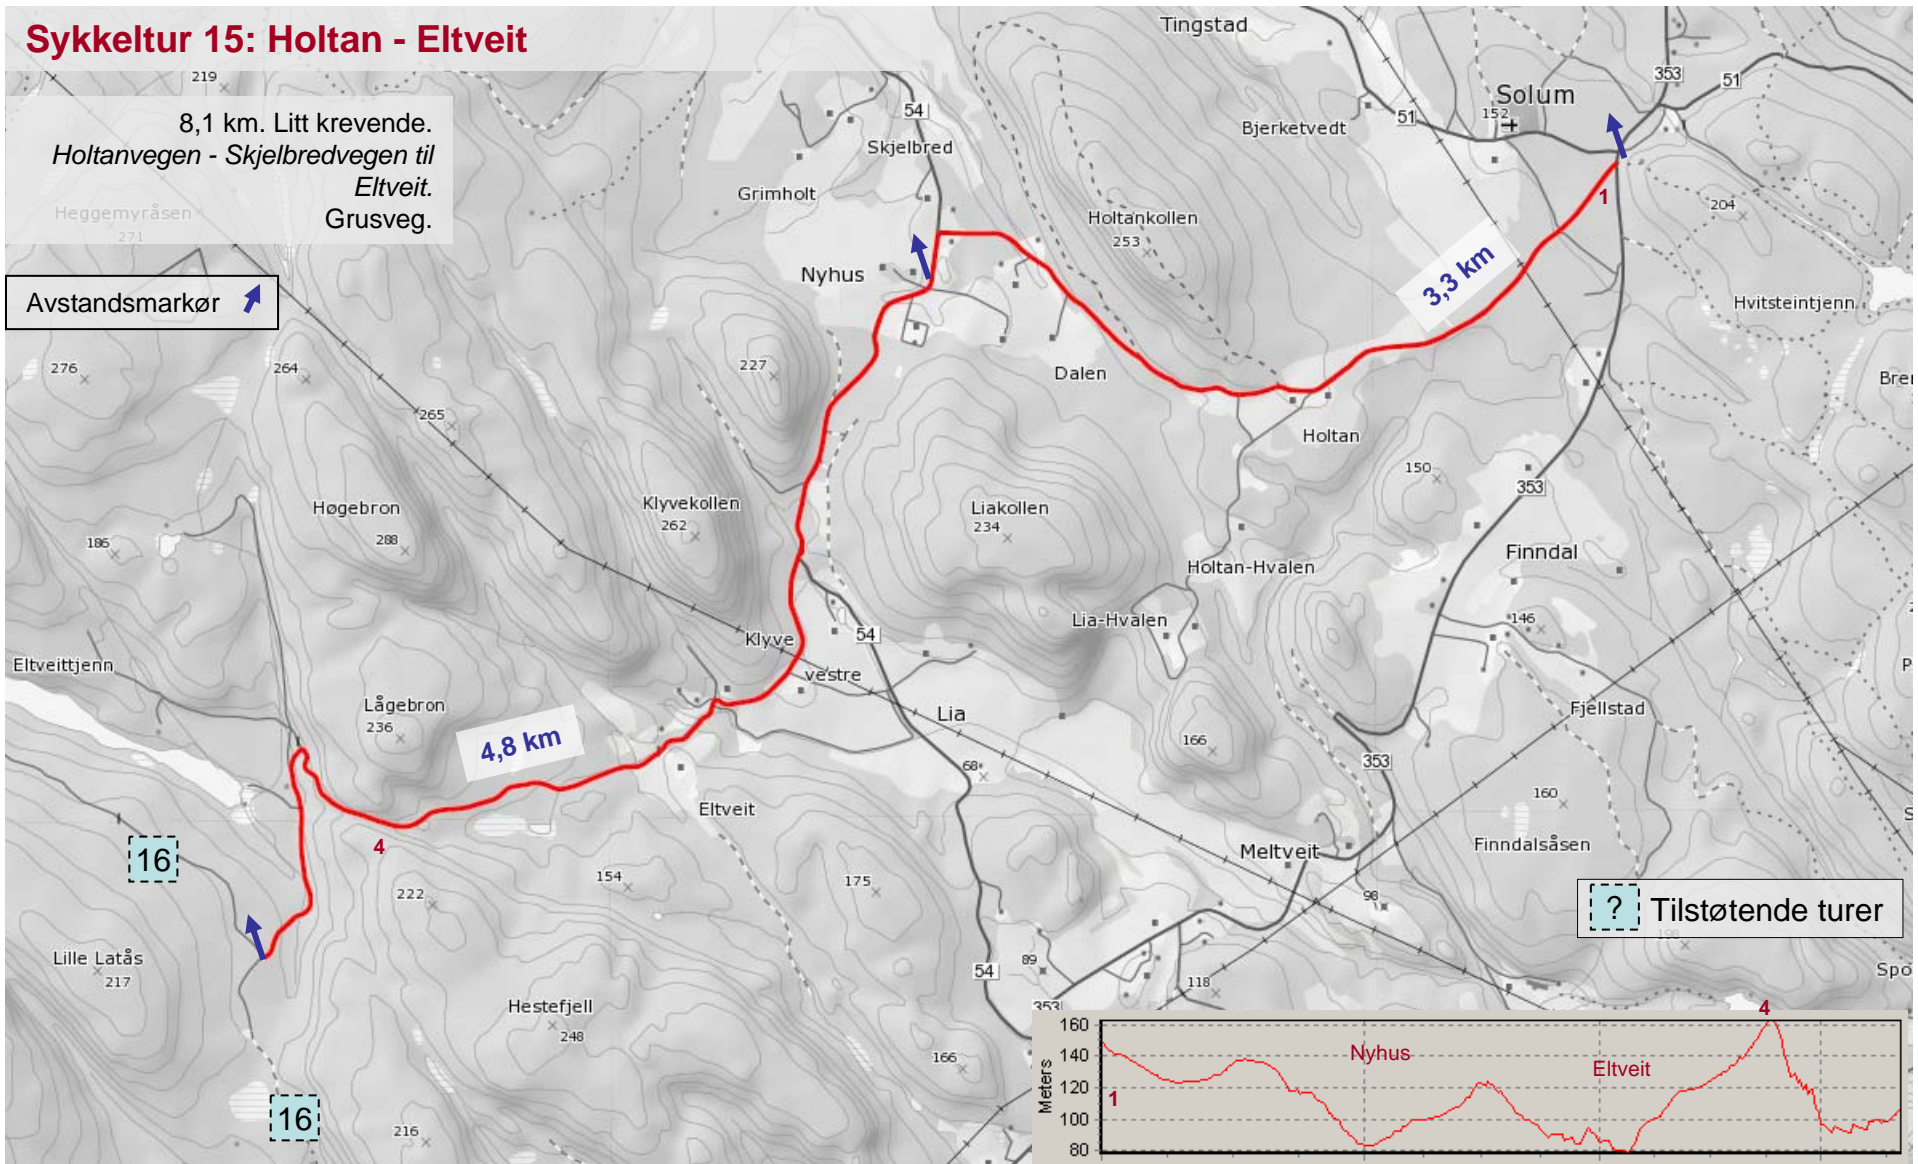 Sykkeltur 15: Holtan - Eltveit
8,1 km. Litt krevende.
Holtanvegen - Skjelbredvegen til
Eltveit.
Grusveg.
Avstandsmarkør
Tingstad
353
51
Solum
152
51
Bjerketvedt
54
Skjelbred
219
Grimholt
Heggemyråsen
271
Holtankollen
253
204
1
Nyhus
3,3 km
Hvitsteintjenn
276
264
227
Dalen
265
Holtan
150
353
Høgebron
288
Klyvekollen
262
Liakollen
234
186
Finndal
Holtan-Hvalen
Lia-Hvalen
146
Klyve
vestre
54
Eltveittjenn
Lågebron
236
Lia
Fjellstad
4,8 km
166
353
68
Eltveit
160
4
16
Meltveit
Finndalsåsen
154
175
222
98
? Tilstøtende turer
198
Lille Latås
217
89
54
118
Spo
353
Hestefjell
248
166
16
216
Meters
160
140
120
100
80
1
Nyhus
Eltveit
4